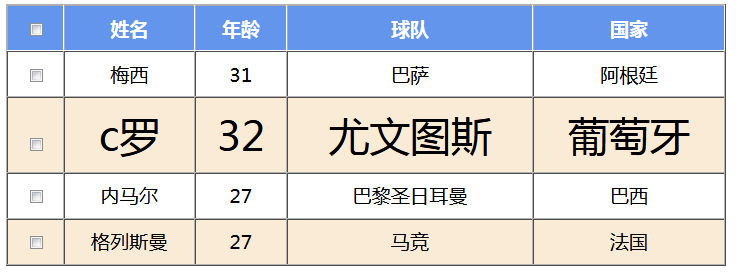 姓名 年龄 球队 国家
梅西 31 巴萨 阿根廷
c罗 32 尤文图斯 葡萄牙
内马尔 27 巴黎圣日耳曼 巴西
格列斯曼 27 马竞 法国